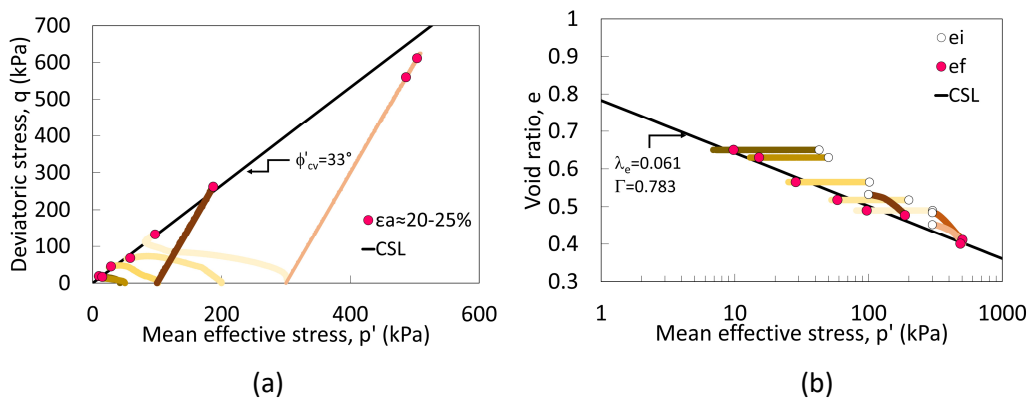 700
600
500
400
300
200
100
0
Deviatoric stress, q (kPa)
ϕ'cv=33°
εa≈20-25%
CSL
0 200 400 600
Mean effective stress, p' (kPa)
(a)
1
0.9
0.8
0.7
0.6
0.5
0.4
0.3
Void ratio, e
ei
ef
CSL
λe=0.061
Γ=0.783
1 10 100 1000
Mean effective stress, p' (kPa)
(b)